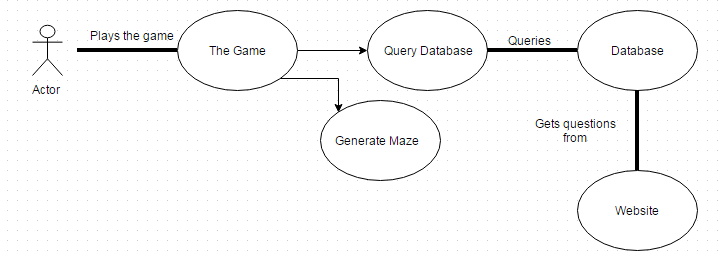 Plays the game
The Game
Query Database
Queries
Database
Actor
Gets questions
from
Generate Maze
Website